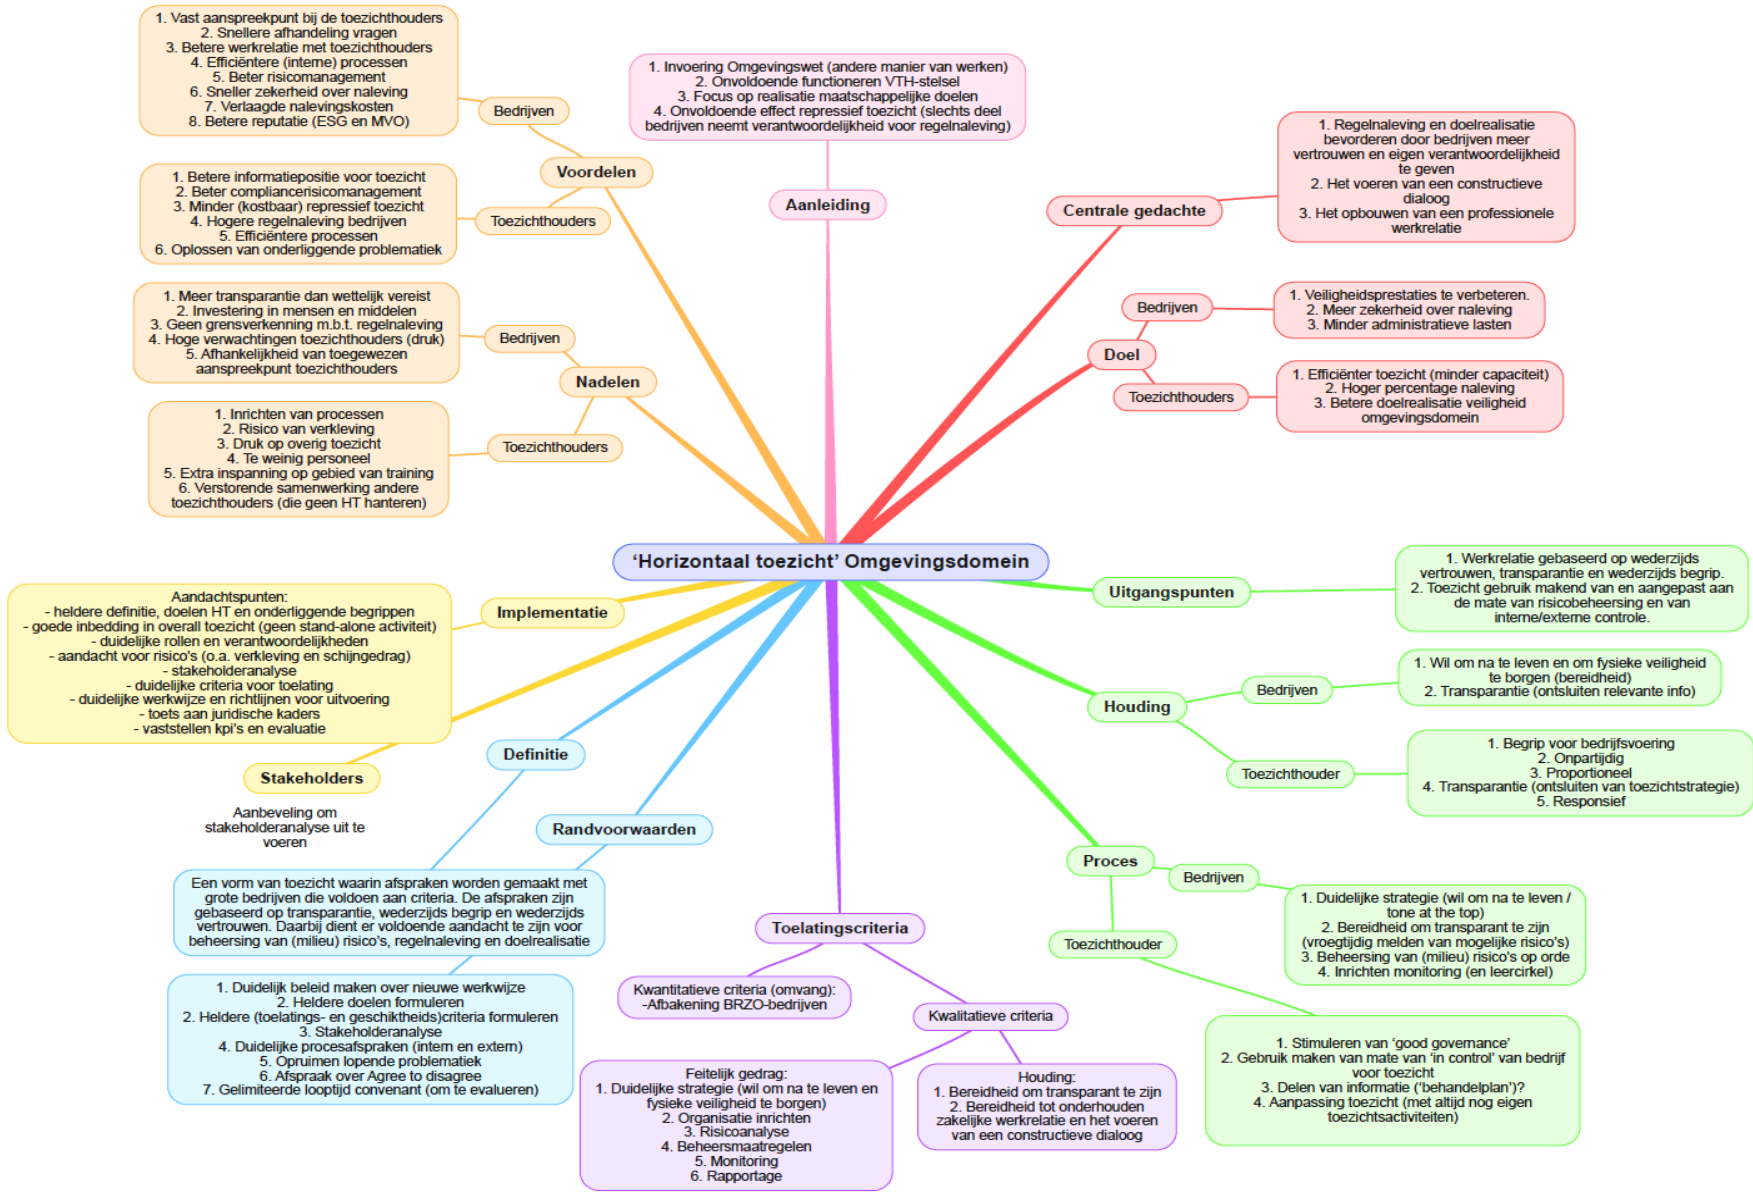 1. Vast aanspreekpunt bij de toezichthouders
2. Snellere afhandeling vragen
3. Betere werkrelatie met toezichthouders
4. Efficiëntere (interne) processen
5. Beter risicomanagement
6. Sneller zekerheid over naleving
7. Verlaagde nalevingskosten
8. Betere reputatie (ESG en MVO)
Bedrijven
Voordelen
1. Betere informatiepositie voor toezicht
2. Beter compliancerisicomanagement
3. Minder (kostbaar) repressief toezicht
4. Hogere regelnaleving bedrijven
5. Efficiëntere processen
6. Oplossen van onderliggende problematiek
Toezichthouders
1. Meer transparantie dan wettelijk vereist
2. Investering in mensen en middelen
3. Geen grensverkenning m.b.t. regelnaleving
4. Hoge verwachtingen toezichthouders (druk)
5. Afhankelijkheid van toegewezen
aanspreekpunt toezichthouders
Bedrijven
Nadelen
1. Inrichten van processen
2. Risico van verkleving
3. Druk op overig toezicht
4. Te weinig personeel
5. Extra inspanning op gebied van training
6. Verstorende samenwerking andere
toezichthouders (die geen HT hanteren)
Toezichthouders
1. Invoering Omgevingswet (andere manier van werken)
2. Onvoldoende functioneren VTH-stelsel
3. Focus op realisatie maatschappelijke doelen
4. Onvoldoende effect repressief toezicht (slechts deel
bedrijven neemt verantwoordelijkheid voor regelnaleving)
Aanleiding
Centrale gedachte
1. Regelnaleving en doelrealisatie
bevorderen door bedrijven meer
vertrouwen en eigen verantwoordelijkheid
te geven
2. Het voeren van een constructieve
dialoog
3. Het opbouwen van een professionele
werkrelatie
Doel
Bedrijven
1. Veiligheidsprestaties te verbeteren.
2. Meer zekerheid over naleving
3. Minder administratieve lasten
Toezichthouders
1. Efficiënter toezicht (minder capaciteit)
2. Hoger percentage naleving
3. Betere doelrealisatie veiligheid
omgevingsdomein
‘Horizontaal toezicht’ Omgevingsdomein
Implementatie
Aandachtspunten:
- heldere definitie, doelen HT en onderliggende begrippen
- goede inbedding in overall toezicht (geen stand-alone activiteit)
- duidelijke rollen en verantwoordelijkheden
- aandacht voor risico's (o.a. verkleving en schijngedrag)
- stakeholderanalyse
- duidelijke criteria voor toelating
- duidelijke werkwijze en richtlijnen voor uitvoering
- toets aan juridische kaders
- vaststellen kpi's en evaluatie
Stakeholders
Aanbeveling om
stakeholderanalyse uit te
voeren
Definitie
Een vorm van toezicht waarin afspraken worden gemaakt met
grote bedrijven die voldoen aan criteria. De afspraken zijn
gebaseerd op transparantie, wederzijds begrip en wederzijds
vertrouwen. Daarbij dient er voldoende aandacht te zijn voor
beheersing van (milieu) risico's, regelnaleving en doelrealisatie
Randvoorwaarden
1. Duidelijk beleid maken over nieuwe werkwijze
2. Heldere doelen formuleren
2. Heldere (toelatings- en geschiktheids)criteria formuleren
3. Stakeholderanalyse
4. Duidelijke procesafspraken (intern en extern)
5. Opruimen lopende problematiek
6. Afspraak over Agree to disagree
7. Gelimiteerde looptijd convenant (om te evalueren)
Toelatingscriteria
Kwantitatieve criteria (omvang):
-Afbakening BRZO-bedrijven
Kwalitatieve criteria
Feitelijk gedrag:
1. Duidelijke strategie (wil om na te leven en
fysieke veiligheid te borgen)
2. Organisatie inrichten
3. Risicoanalyse
4. Beheersmaatregelen
5. Monitoring
6. Rapportage
Houding:
1. Bereidheid om transparant te zijn
2. Bereidheid tot onderhouden
zakelijke werkrelatie en het voeren
van een constructieve dialoog
Uitgangspunten
1. Werkrelatie gebaseerd op wederzijds
vertrouwen, transparantie en wederzijds begrip.
2. Toezicht gebruik makend van en aangepast aan
de mate van risicobeheersing en van
interne/externe controle.
Houding
Bedrijven
1. Wil om na te leven en om fysieke veiligheid
te borgen (bereidheid)
2. Transparantie (ontsluiten relevante info)
Toezichthouder
1. Begrip voor bedrijfsvoering
2. Onpartijdig
3. Proportioneel
4. Transparantie (ontsluiten van toezichtstrategie)
5. Responsief
Proces
Bedrijven
1. Duidelijke strategie (wil om na te leven /
tone at the top)
2. Bereidheid om transparant te zijn
(vroegtijdig melden van mogelijke risico's)
3. Beheersing van (milieu) risico's op orde
4. Inrichten monitoring (en leercirkel)
Toezichthouder
1. Stimuleren van ‘good governance’
2. Gebruik maken van mate van ‘in control’ van bedrijf
voor toezicht
3. Delen van informatie (‘behandelplan’)?
4. Aanpassing toezicht (met altijd nog eigen
toezichtsactiviteiten)